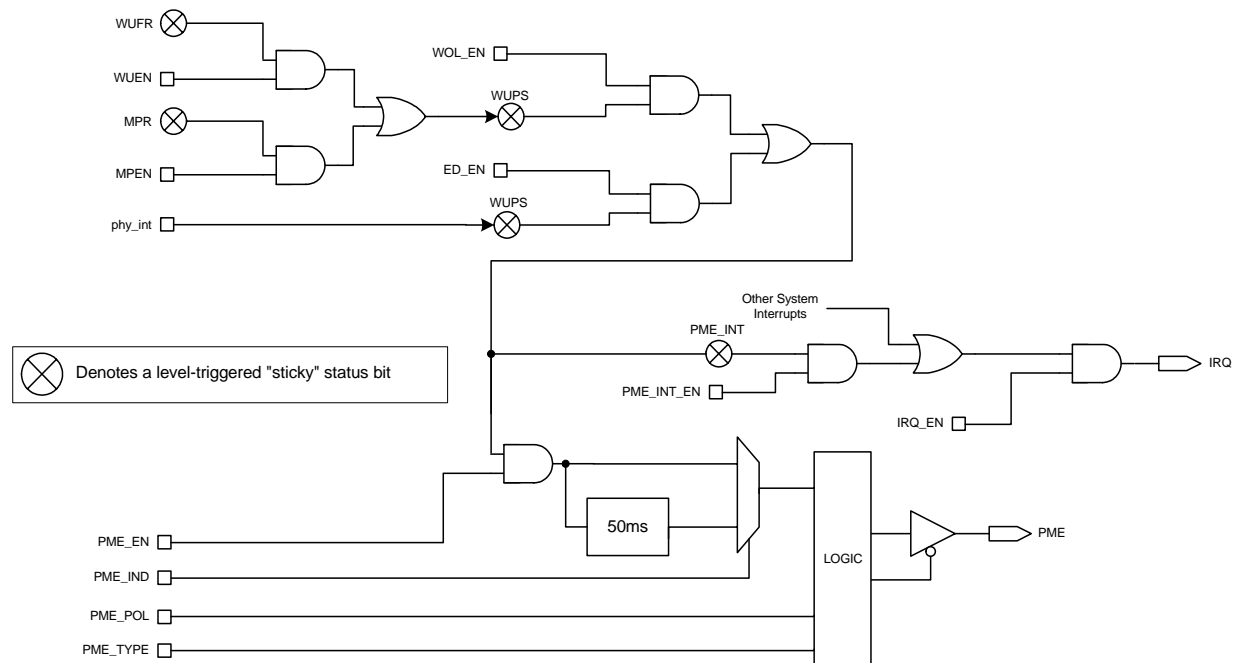 WUFR
WUEN
MPR
MPEN
phy_int
WOL_EN
WUPS
ED_EN
WUPS
Other System
Interrupts
PME_INT
PME_INT_EN
IRQ_EN
IRQ
Denotes a level-triggered "sticky" status bit
50ms
LOGIC
PME
PME_EN
PME_IND
PME_POL
PME_TYPE